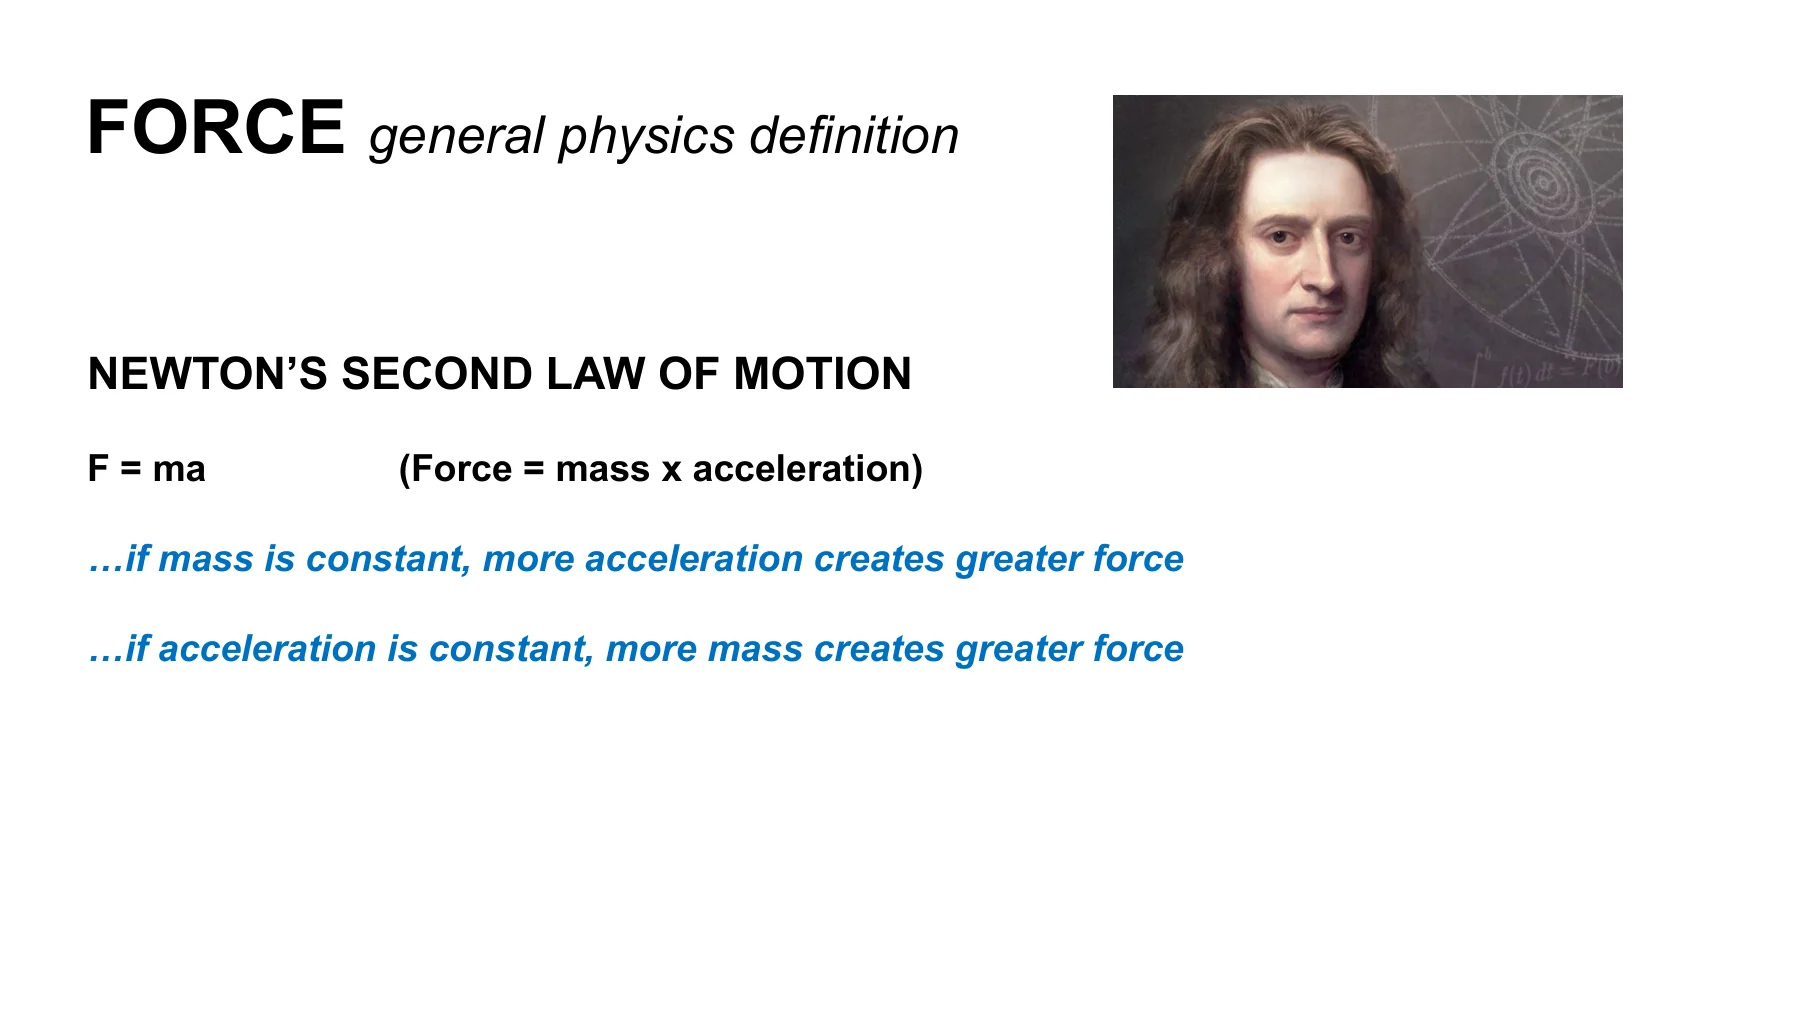 FORCE general physics definition
NEWTON’S SECOND LAW OF MOTION
F = ma (Force = mass x acceleration)
…if mass is constant, more acceleration creates greater force
…if acceleration is constant, more mass creates greater force
f(t) dt = F(b)